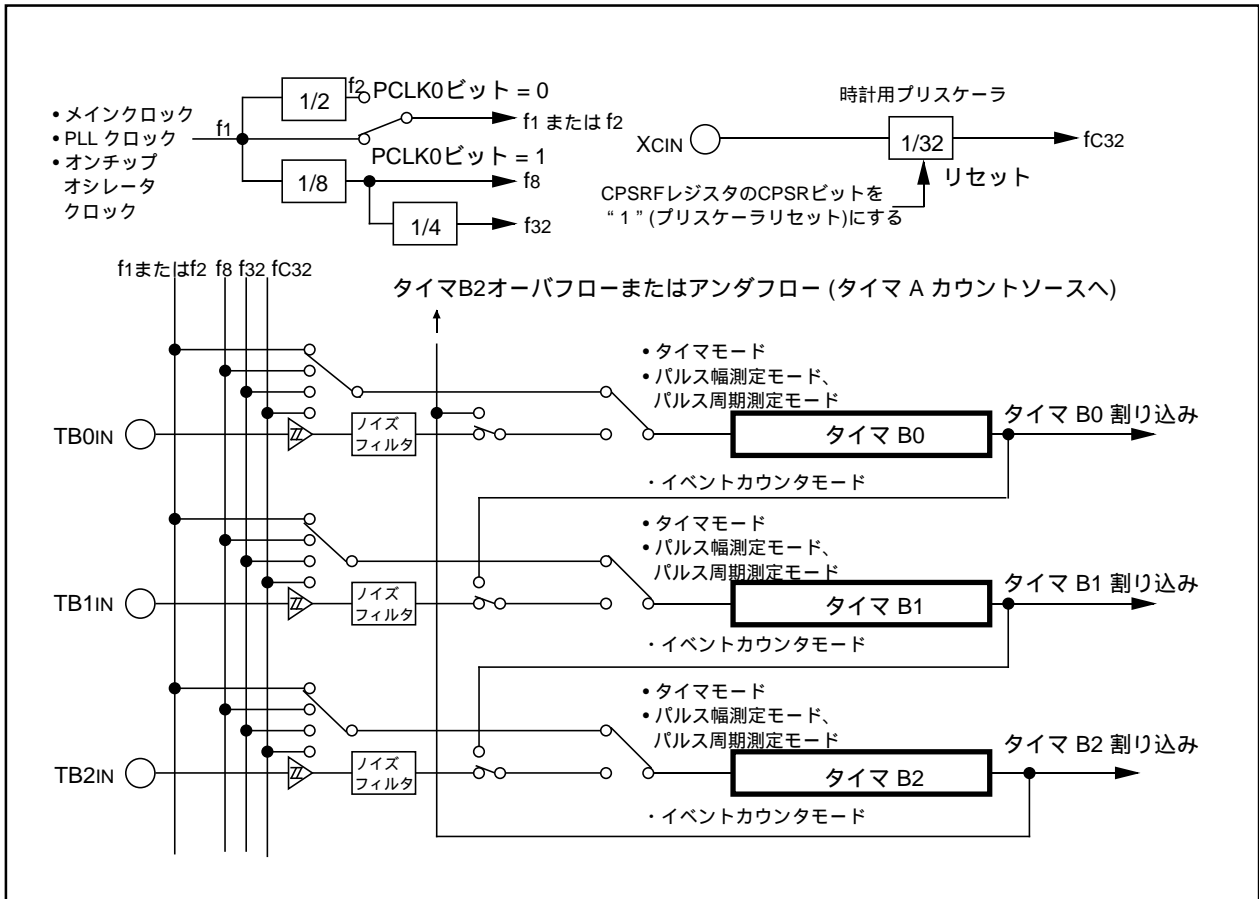 • メインクロック
• PLL クロック
• オンチップ
オシレータ
クロック
f1
1/2
f2
PCLK0ビット = 0
f1 または f2
PCLK0ビット = 1
1/8
f8
1/4
f32
時計用プリスケーラ
XCIN
1/32
fC32
リセット
CPSRFレジスタのCPSRビットを
“ 1 ” (プリスケーラリセット)にする
f1またはf2 f8 f32 fC32
タイマB2オーバフローまたはアンダフロー (タイマ A カウントソースへ)
• タイマモード
• パルス幅測定モード、
パルス周期測定モード
TB0IN
ノイズ
フィルタ
タイマ B0
タイマ B0 割り込み
・イベントカウンタモード
• タイマモード
• パルス幅測定モード、
パルス周期測定モード
TB1IN
ノイズ
フィルタ
タイマ B1
タイマ B1 割り込み
・イベントカウンタモード
• タイマモード
• パルス幅測定モード、
パルス周期測定モード
TB2IN
ノイズ
フィルタ
タイマ B2
タイマ B2 割り込み
・イベントカウンタモード